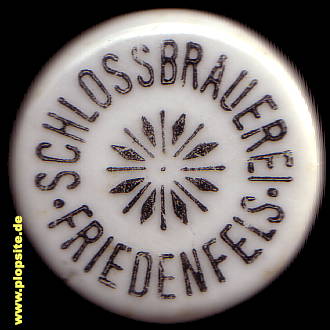 SCHLOSSBRAUEREI
· FRIEDENFELS ·
www.plopsite.de